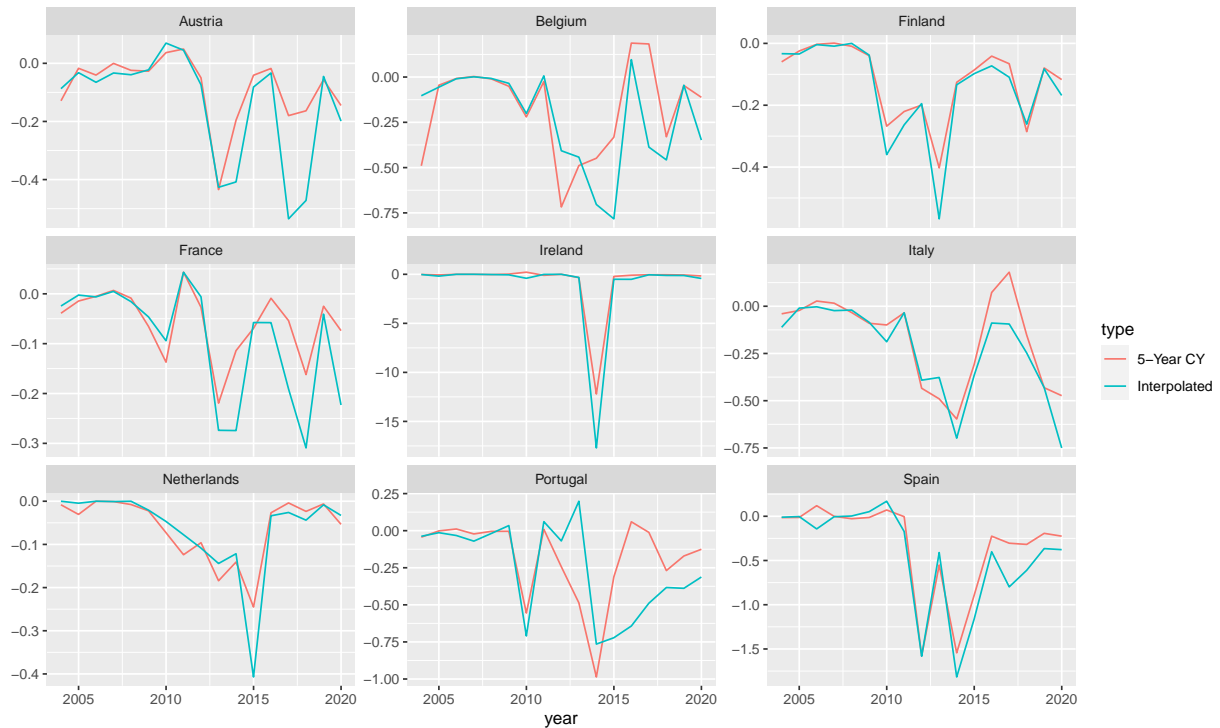 Austria
Belgium
Finland
0.0
−0.2
−0.4
0.00
−0.25
−0.50
−0.75
0.0
−0.2
−0.4
France
Ireland
Italy
0.0
−0.1
−0.2
−0.3
0
−5
−10
−15
0.00
−0.25
−0.50
−0.75
type
5−Year CY
Interpolated
Netherlands
Portugal
Spain
0.0
−0.1
−0.2
−0.3
−0.4
0.25
0.00
−0.25
−0.50
−0.75
−1.00
0.0
−0.5
−1.0
−1.5
2005 2010 2015 2020
2005 2010 2015 2020
2005 2010 2015 2020
year